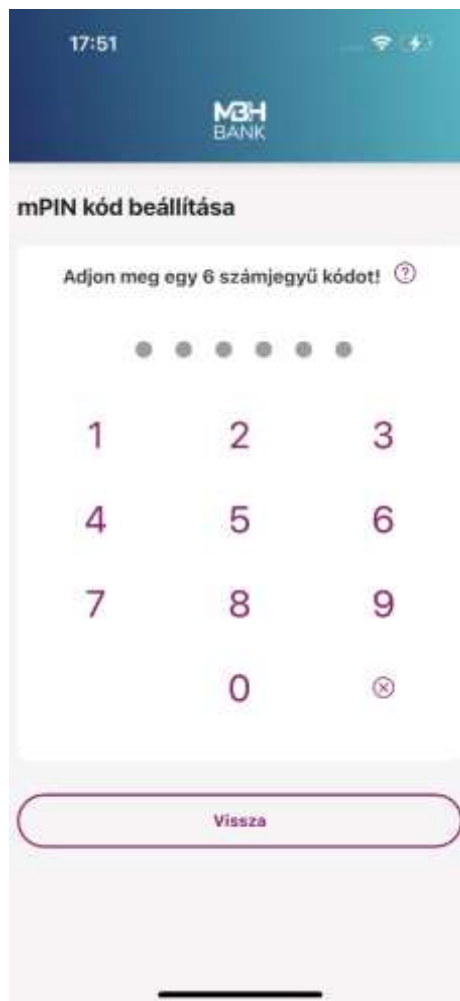 17:51
MBH
BANK
mPIN kód beállítása
Adjon meg egy 6 számjegyű kódot! ?
1 2 3
4 5 6
7 8 9
0
Vissza